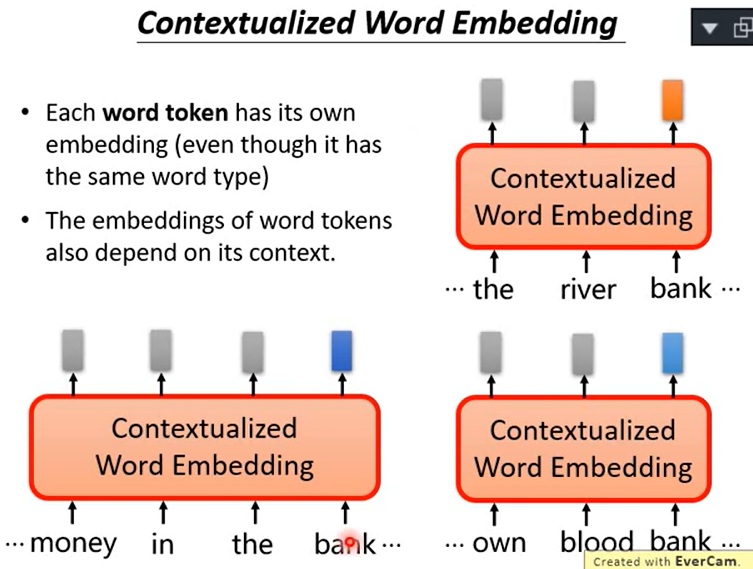 Contextualized Word Embedding
• Each word token has its own
embedding (even though it has
the same word type)
• The embeddings of word tokens
also depend on its context.
Contextualized
Word Embedding
… the river bank …
Contextualized
Word Embedding
… money in the bank …
Contextualized
Word Embedding
… own blood bank …
Created with EverCam.